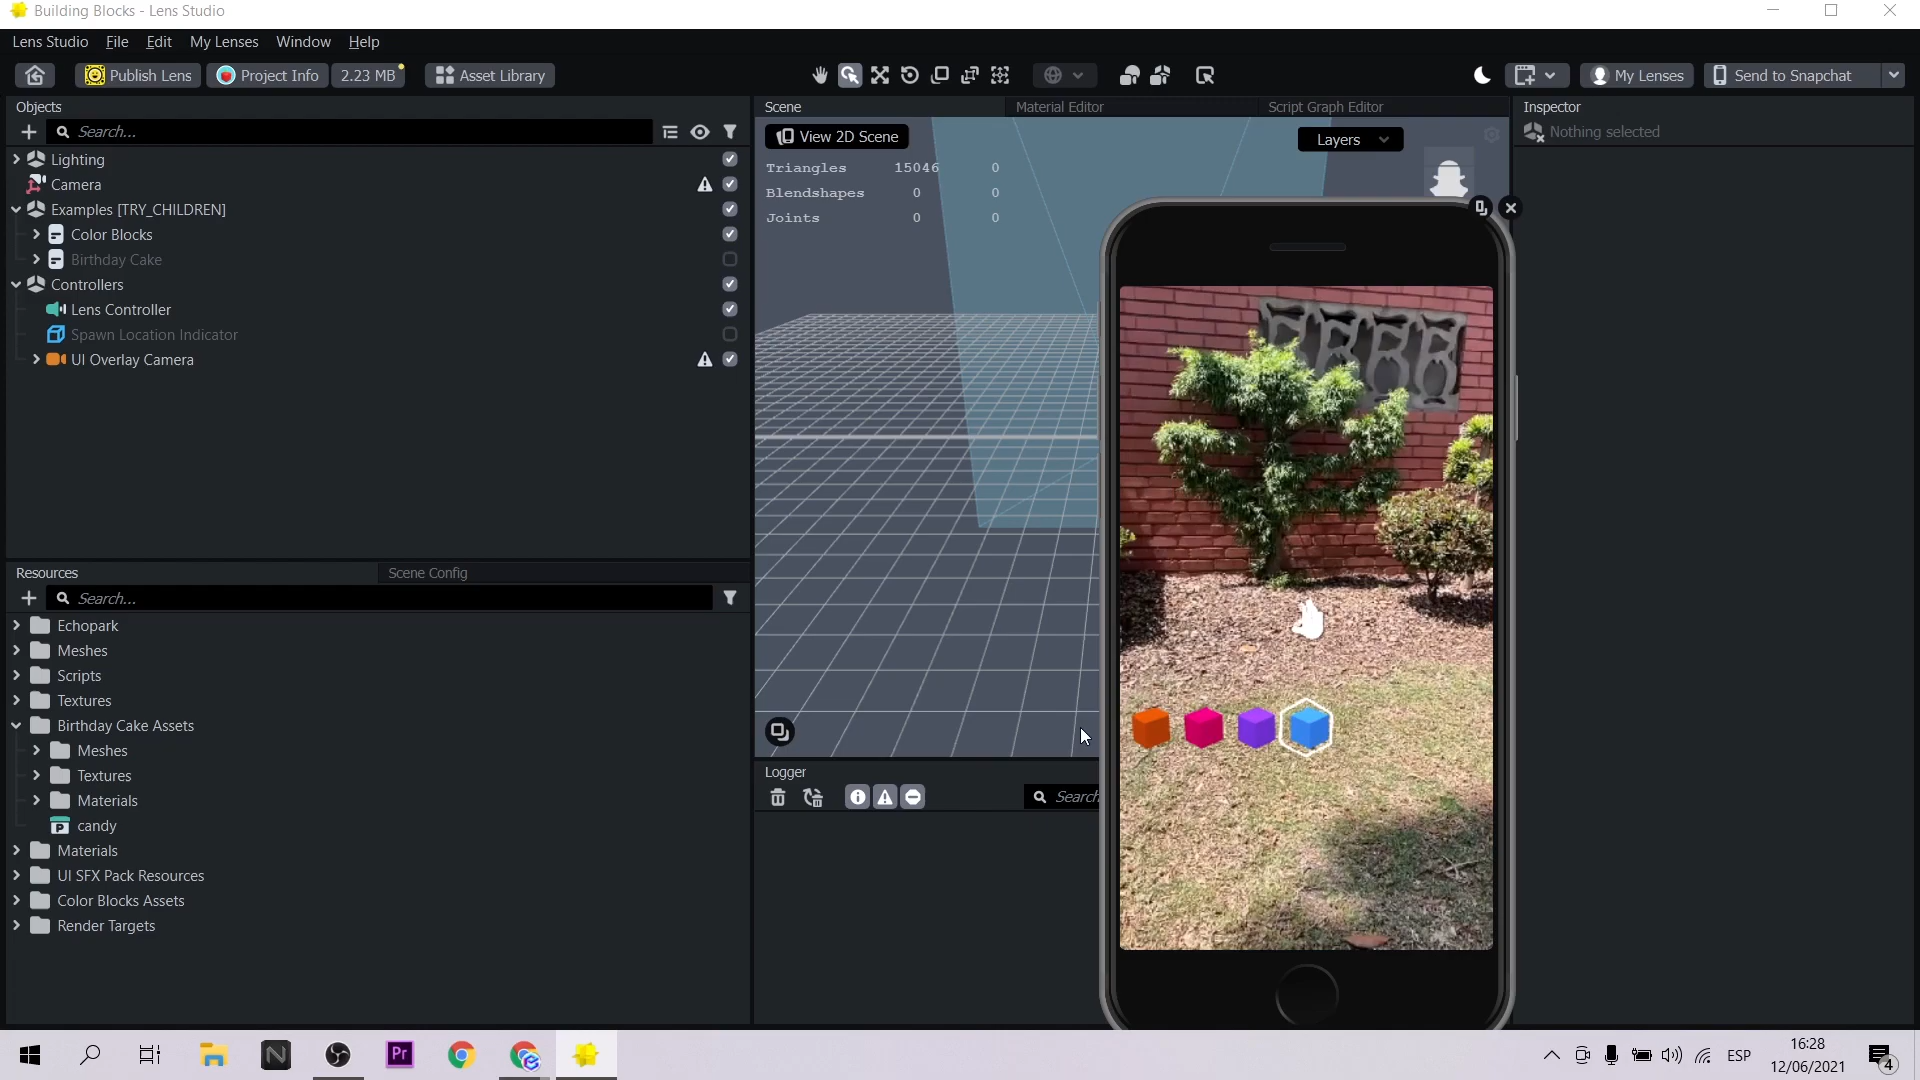 Building Blocks - Lens Studio
Lens Studio File Edit My Lenses Window Help
Publish Lens Project Info 2.23 MB Asset Library My Lenses Send to Snapchat
Objects
Search...
Lighting
Camera
Examples [TRY_CHILDREN]
Color Blocks
Birthday Cake
Controllers
Lens Controller
Spawn Location Indicator
UI Overlay Camera
Resources Scene Config
Search...
Echopark
Meshes
Scripts
Textures
Birthday Cake Assets
Meshes
Textures
Materials
P candy
Materials
UI SFX Pack Resources
Color Blocks Assets
Render Targets
Scene Material Editor Script Graph Editor
View 2D Scene Layers
Triangles 15046 0
Blendshapes 0 0
Joints 0 0
Logger
Search
Inspector
Nothing selected
N Pr ESP
16:28
12/06/2021
4